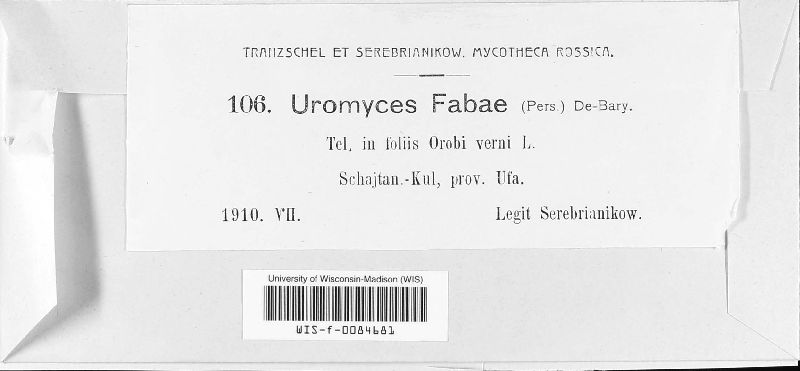 TRANZSCHEL ET SEREBRIANIKOW. MYCOTHECA ROSSICA.
106. Uromyces Fabae (Pers.) De-Bary.
Tel. in foliis Orobi verni L.
Schajtan.-Kul, prov. Ufa.
1910. VII. Legit Serebrianikow.
University of Wisconsin-Madison (WIS)
WIS-f-0084681